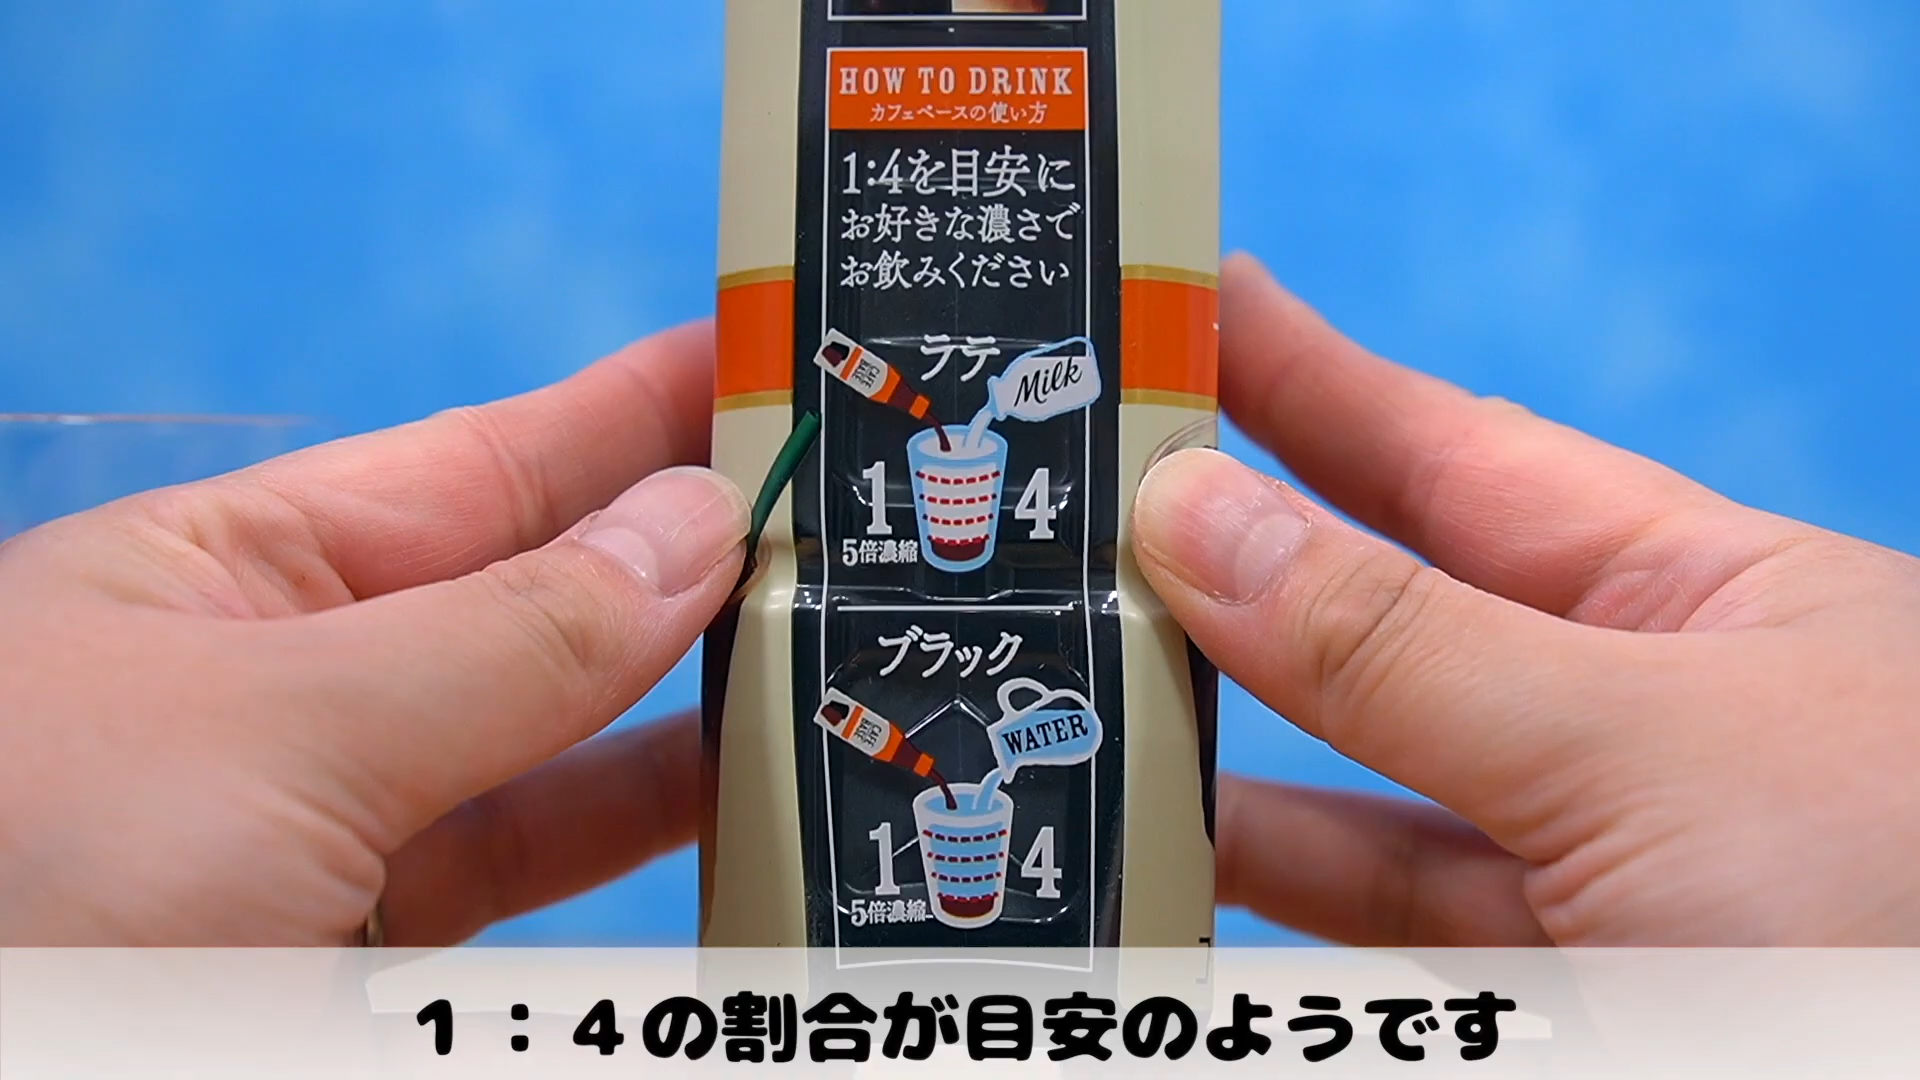 HOW TO DRINK
カフェベースの使い方
1:4を目安に
お好きな濃さで
お飲みください
ラテ
Milk
1 4
5倍濃縮
ブラック
WATER
1 4
5倍濃縮
1：4の割合が目安のようです